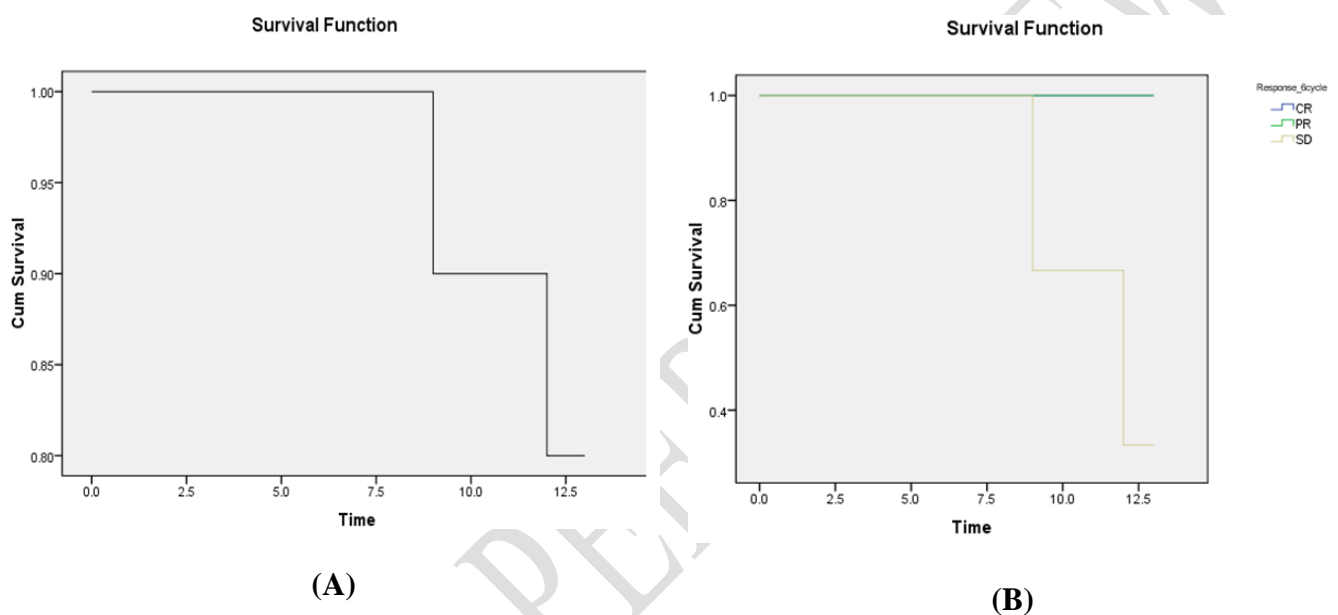 Survival Function
Cum Survival
1.00
0.95
0.90
0.85
0.80
0.0 2.5 5.0 7.5 10.0 12.5
Time
(A)
Survival Function
Cum Survival
1.0
0.8
0.6
0.4
0.0 2.5 5.0 7.5 10.0 12.5
Time
Response_6cycle
CR
PR
SD
(B)